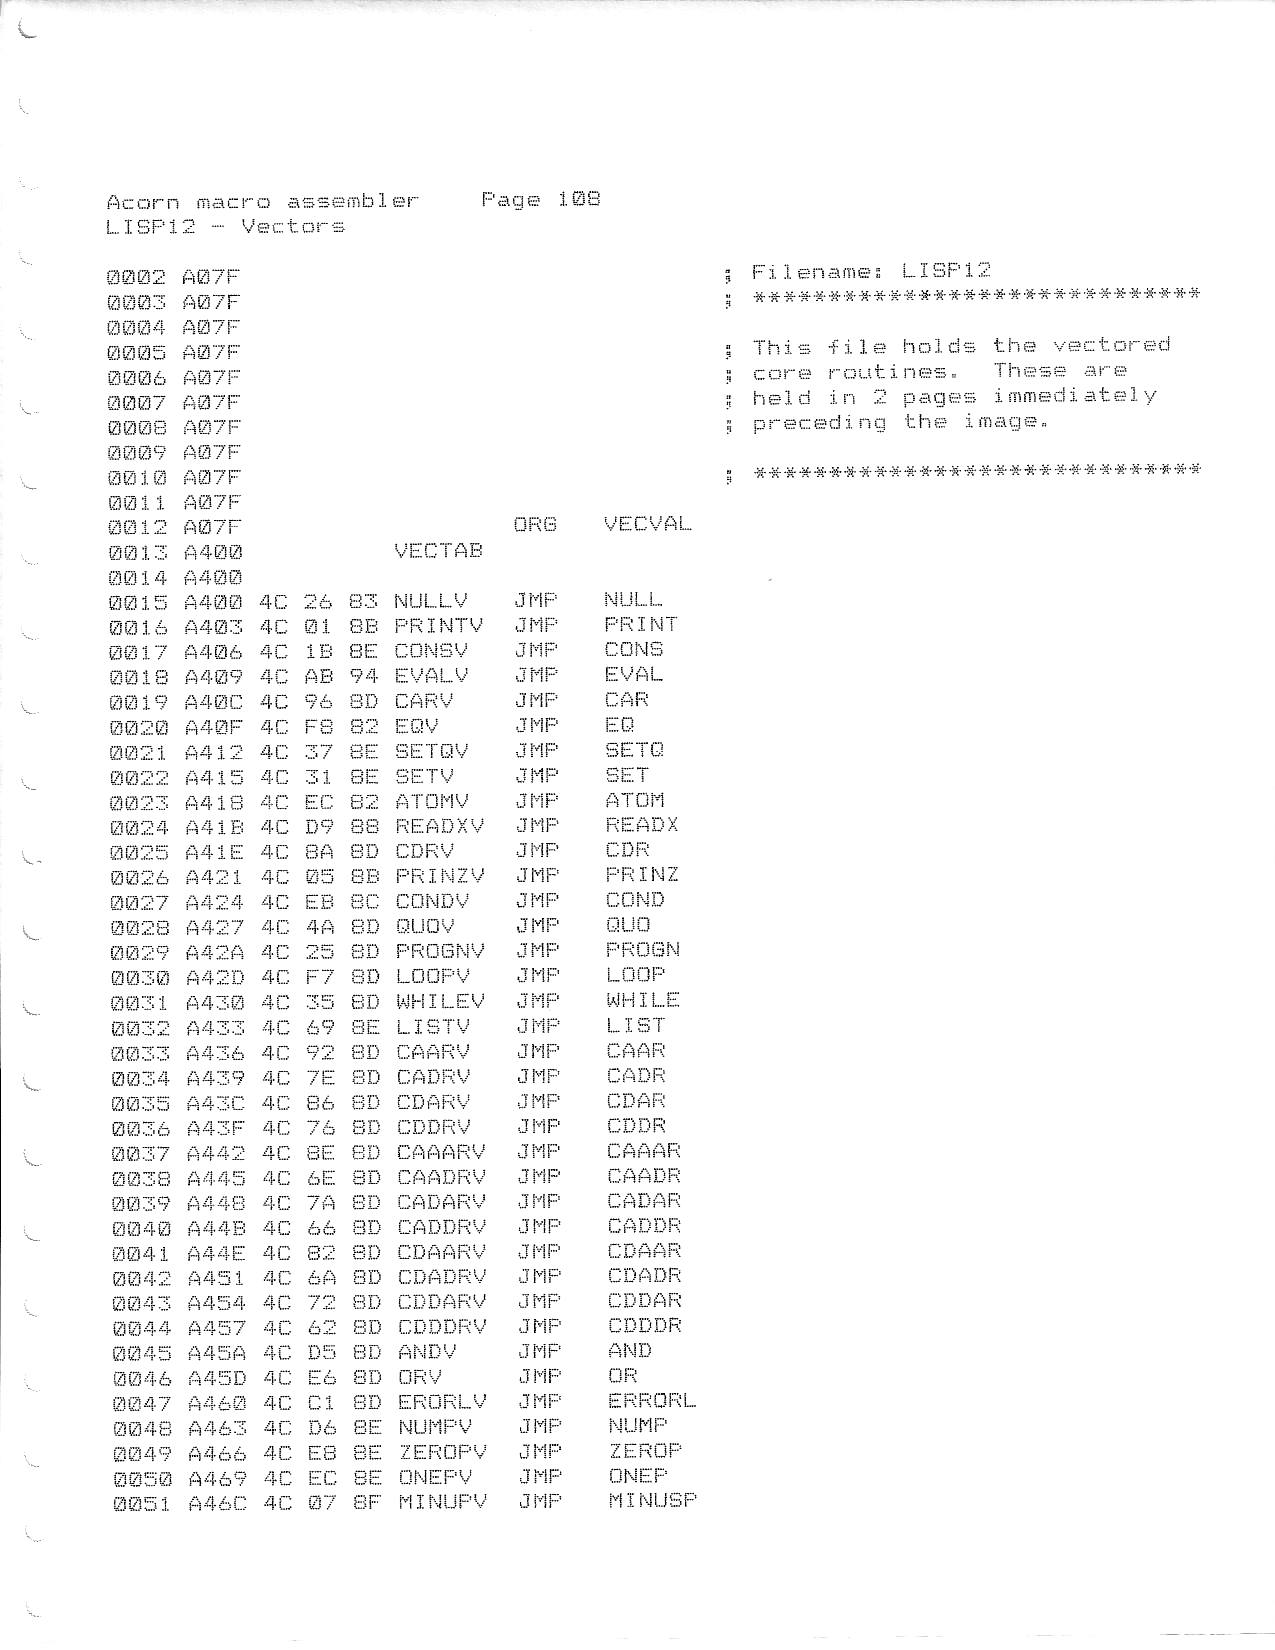 Acorn macro assembler    Page 108
LISP12 - Vectors
0002 A07F                                ; Filename: LISP12
0003 A07F                                ; ******************************
0004 A07F
0005 A07F                                ; This file holds the vectored
0006 A07F                                ; core routines.  These are
0007 A07F                                ; held in 2 pages immediately
0008 A07F                                ; preceding the image.
0009 A07F
0010 A07F                                ; ******************************
0011 A07F
0012 A07F                  ORG   VECVAL
0013 A400          VECTAB
0014 A400
0015 A400 4C 26 83 NULLV   JMP   NULL
0016 A403 4C 01 8B PRINTV  JMP   PRINT
0017 A406 4C 1B 8E CONSV   JMP   CONS
0018 A409 4C AB 94 EVALV   JMP   EVAL
0019 A40C 4C 96 8D CARV    JMP   CAR
0020 A40F 4C F8 82 EQV     JMP   EQ
0021 A412 4C 37 8E SETQV   JMP   SETQ
0022 A415 4C 31 8E SETV    JMP   SET
0023 A418 4C EC 82 ATOMV   JMP   ATOM
0024 A41B 4C D9 88 READXV  JMP   READX
0025 A41E 4C 8A 8D CDRV    JMP   CDR
0026 A421 4C 05 8B PRINZV  JMP   PRINZ
0027 A424 4C EB 8C CONDV   JMP   COND
0028 A427 4C 4A 8D QUOV    JMP   QUO
0029 A42A 4C 25 8D PROGNV  JMP   PROGN
0030 A42D 4C F7 8D LOOPV   JMP   LOOP
0031 A430 4C 35 8D WHILEV  JMP   WHILE
0032 A433 4C 69 8E LISTV   JMP   LIST
0033 A436 4C 92 8D CAARV   JMP   CAAR
0034 A439 4C 7E 8D CADRV   JMP   CADR
0035 A43C 4C 86 8D CDARV   JMP   CDAR
0036 A43F 4C 76 8D CDDRV   JMP   CDDR
0037 A442 4C 8E 8D CAAARV  JMP   CAAAR
0038 A445 4C 6E 8D CAADRV  JMP   CAADR
0039 A448 4C 7A 8D CADARV  JMP   CADAR
0040 A44B 4C 66 8D CADDRV  JMP   CADDR
0041 A44E 4C 82 8D CDAARV  JMP   CDAAR
0042 A451 4C 6A 8D CDADRV  JMP   CDADR
0043 A454 4C 72 8D CDDARV  JMP   CDDAR
0044 A457 4C 62 8D CDDDRV  JMP   CDDDR
0045 A45A 4C D5 8D ANDV    JMP   AND
0046 A45D 4C E6 8D ORV     JMP   OR
0047 A460 4C C1 8D ERORLV  JMP   ERRORL
0048 A463 4C D6 8E NUMPV   JMP   NUMP
0049 A466 4C E8 8E ZEROPV  JMP   ZEROP
0050 A469 4C EC 8E ONEPV   JMP   ONEP
0051 A46C 4C 07 8F MINUPV  JMP   MINUSP